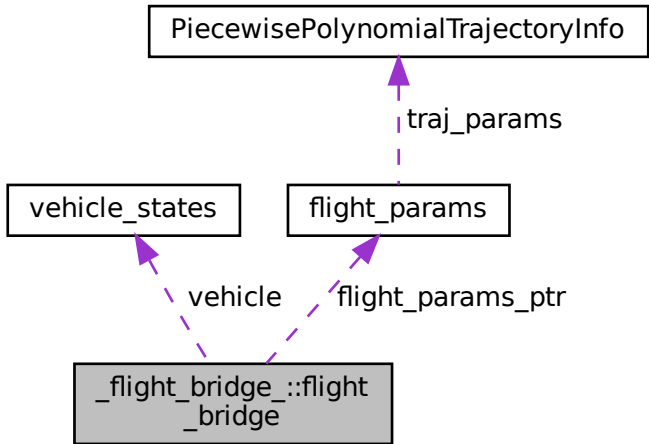 PiecewisePolynomialTrajectoryInfo
traj_params
vehicle_states
flight_params
vehicle
flight_params_ptr
_flight_bridge_::flight
_bridge